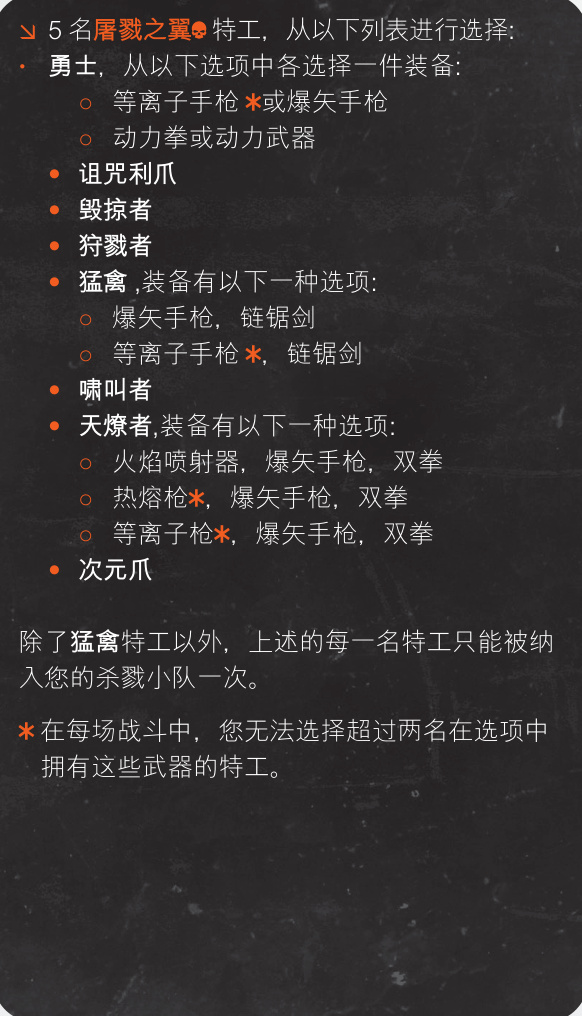 ↘ 5 名屠戮之翼💀特工，从以下列表进行选择:
• 勇士，从以下选项中各选择一件装备:
○ 等离子手枪 *或爆矢手枪
○ 动力拳或动力武器
• 诅咒利爪
• 毁掠者
• 狩戮者
• 猛禽 ,装备有以下一种选项:
○ 爆矢手枪，链锯剑
○ 等离子手枪 *，链锯剑
• 啸叫者
• 天燎者,装备有以下一种选项:
○ 火焰喷射器，爆矢手枪，双拳
○ 热熔枪*，爆矢手枪，双拳
○ 等离子枪*，爆矢手枪，双拳
• 次元爪
除了猛禽特工以外，上述的每一名特工只能被纳
入您的杀戮小队一次。
* 在每场战斗中，您无法选择超过两名在选项中
拥有这些武器的特工。